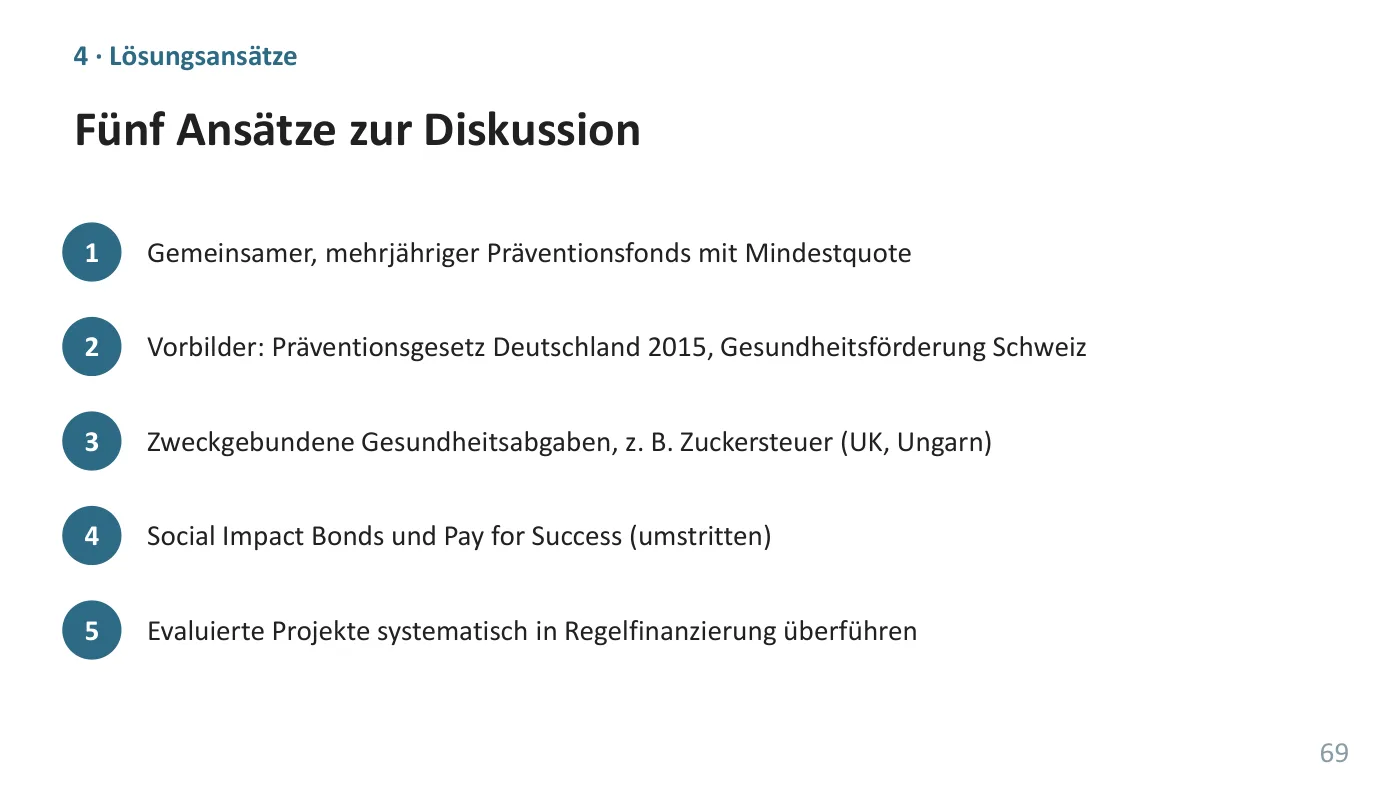 4 · Lösungsansätze
Fünf Ansätze zur Diskussion
1 Gemeinsamer, mehrjähriger Präventionsfonds mit Mindestquote
2 Vorbilder: Präventionsgesetz Deutschland 2015, Gesundheitsförderung Schweiz
3 Zweckgebundene Gesundheitsabgaben, z. B. Zuckersteuer (UK, Ungarn)
4 Social Impact Bonds und Pay for Success (umstritten)
5 Evaluierte Projekte systematisch in Regelfinanzierung überführen
69